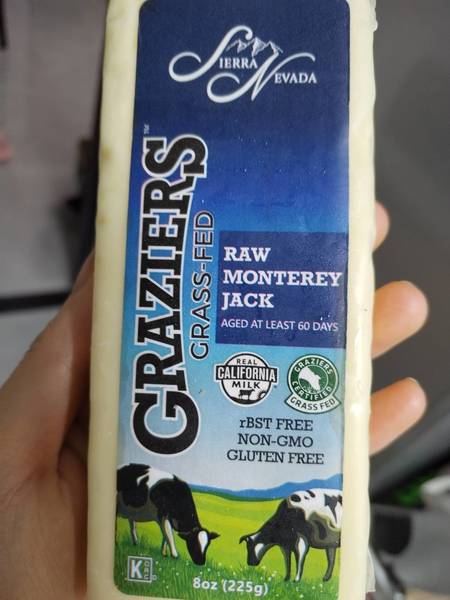 SIERRA
NEVADA
GRAZIERS™
GRASS-FED
RAW
MONTEREY
JACK
AGED AT LEAST 60 DAYS
REAL
CALIFORNIA
MILK
GRAZIERS
CERTIFIED
GRASS FED
rBST FREE
NON-GMO
GLUTEN FREE
K
D
8oz (225g)